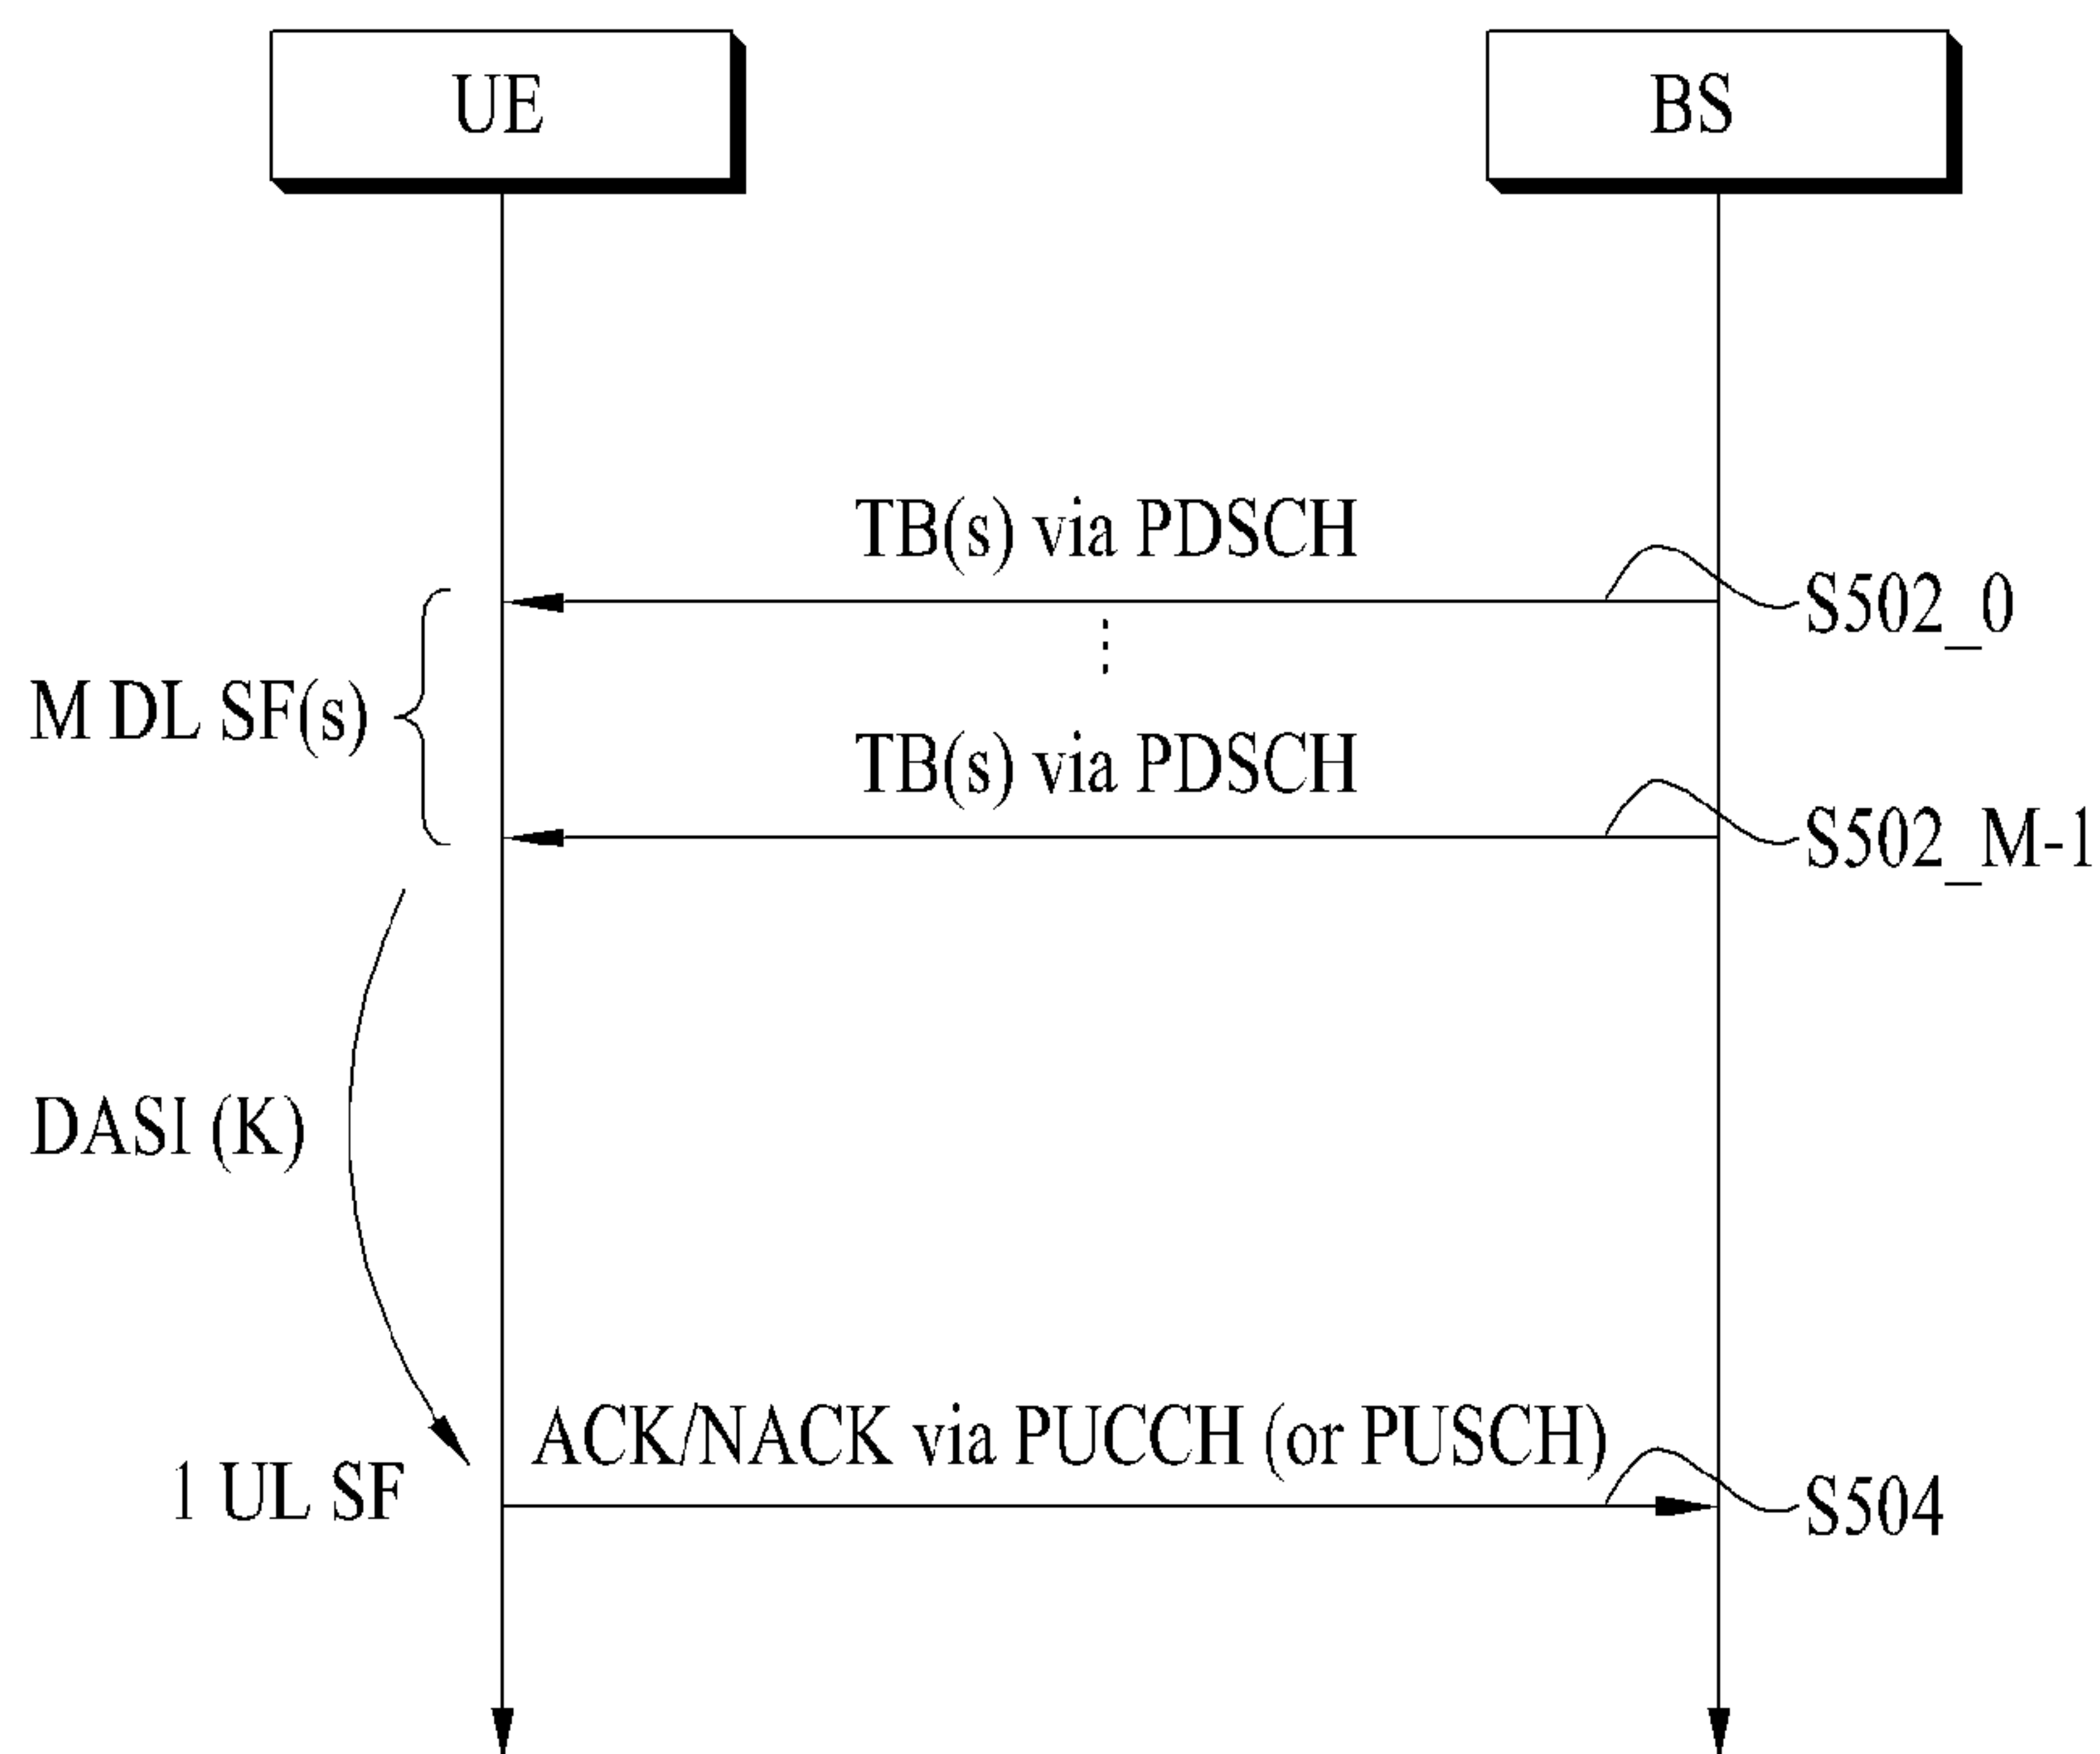 UE
BS
TB(s) via PDSCH
S502_0
M DL SF(s)
TB(s) via PDSCH
S502_M-1
DASI (K)
ACK/NACK via PUCCH (or PUSCH)
1 UL SF
S504